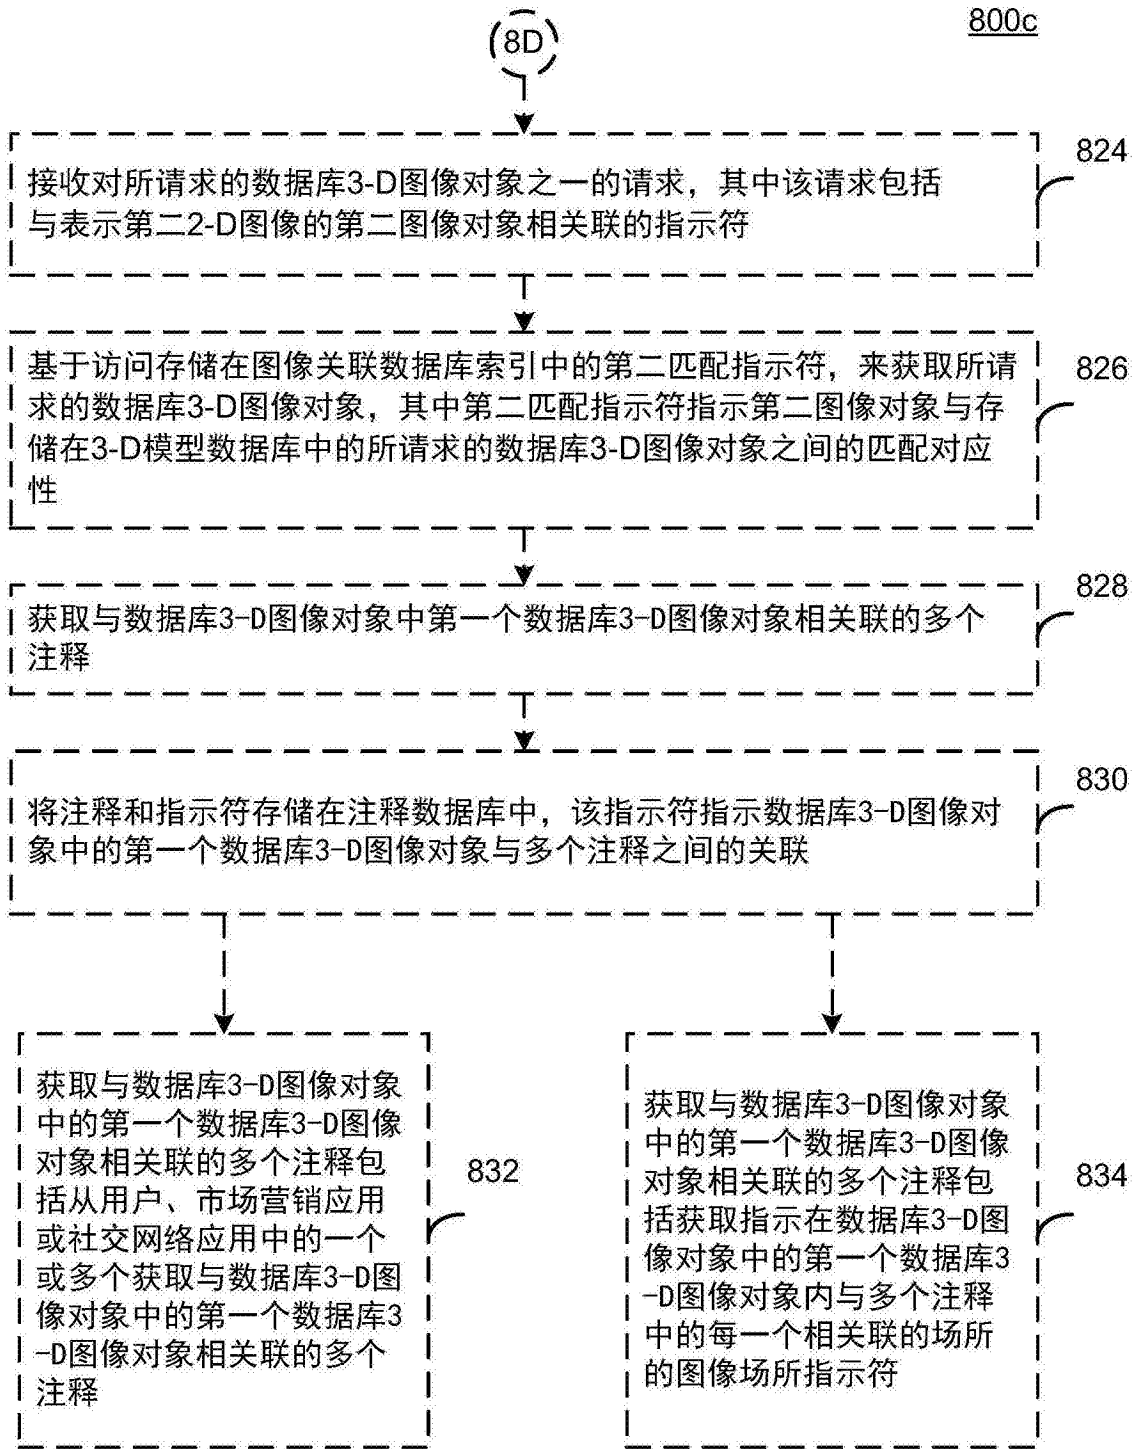 800c
8D
824
接收对所请求的数据库3-D图像对象之一的请求，其中该请求包括
与表示第二2-D图像的第二图像对象相关联的指示符
826
基于访问存储在图像关联数据库索引中的第二匹配指示符，来获取所请
求的数据库3-D图像对象，其中第二匹配指示符指示第二图像对象与存
储在3-D模型数据库中的所请求的数据库3-D图像对象之间的匹配对应
性
828
获取与数据库3-D图像对象中第一个数据库3-D图像对象相关联的多个
注释
830
将注释和指示符存储在注释数据库中，该指示符指示数据库3-D图像对
象中的第一个数据库3-D图像对象与多个注释之间的关联
获取与数据库3-D图像对象
中的第一个数据库3-D图像
对象相关联的多个注释包
括从用户、市场营销应用
或社交网络应用中的一个
或多个获取与数据库3-D图
像对象中的第一个数据库3
-D图像对象相关联的多个
注释
832
获取与数据库3-D图像对象
中的第一个数据库3-D图像
对象相关联的多个注释包
括获取指示在数据库3-D图
像对象中的第一个数据库3
-D图像对象内与多个注释
中的每一个相关联的场所
的图像场所指示符
834